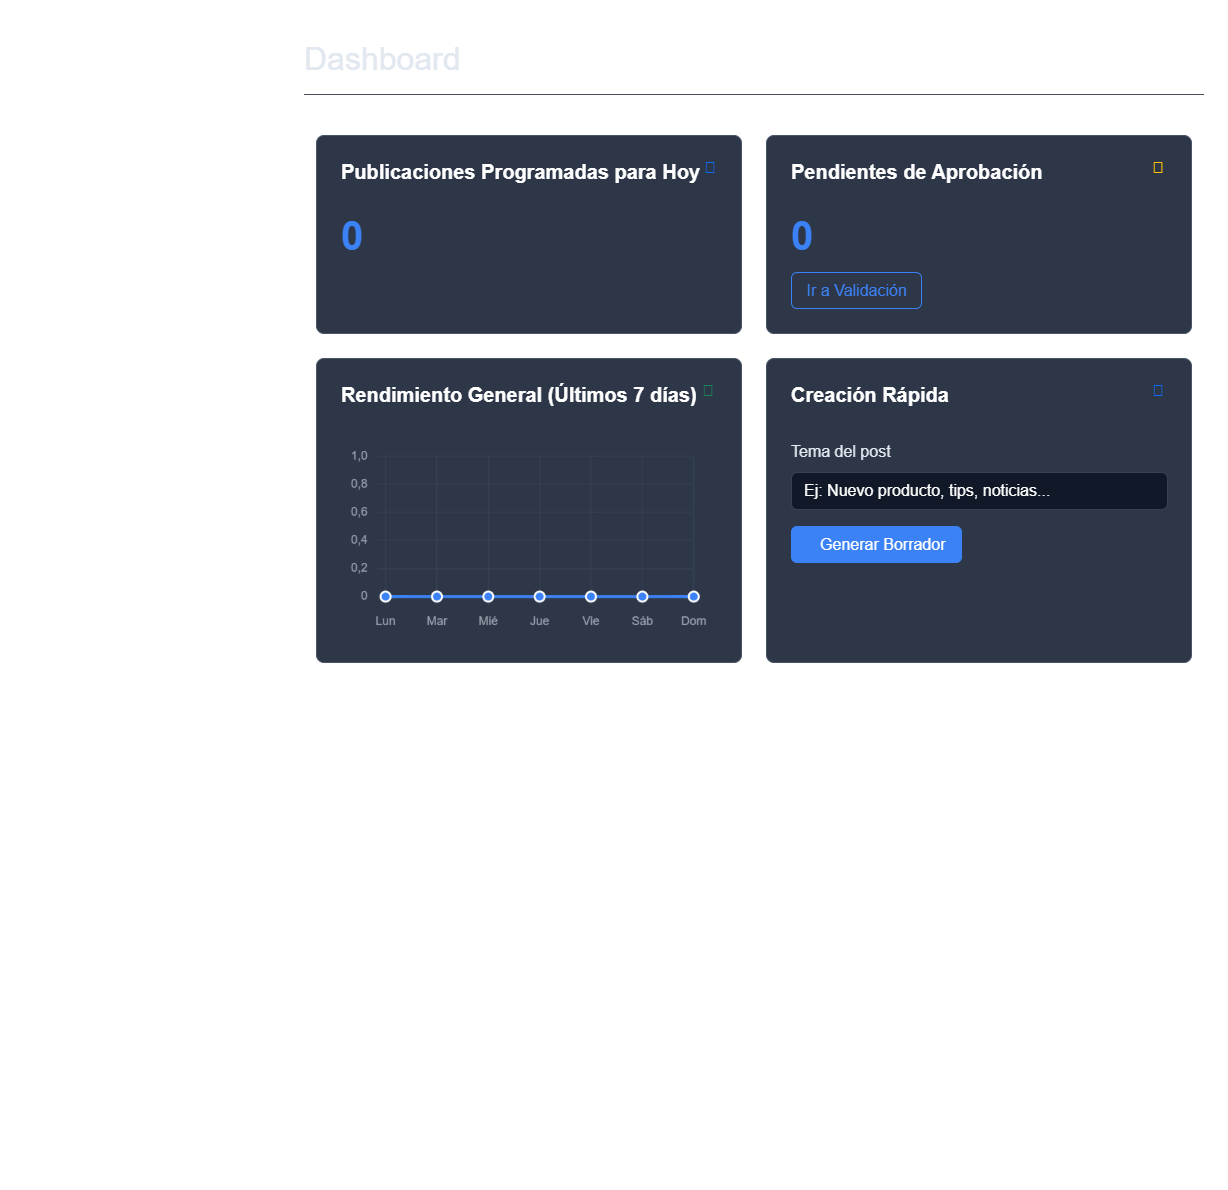 Dashboard
Publicaciones Programadas para Hoy
0
Pendientes de Aprobación
0
Ir a Validación
Rendimiento General (Últimos 7 días)
1,0
0,8
0,6
0,4
0,2
0
Lun Mar Mié Jue Vie Sáb Dom
Creación Rápida
Tema del post
Ej: Nuevo producto, tips, noticias...
Generar Borrador